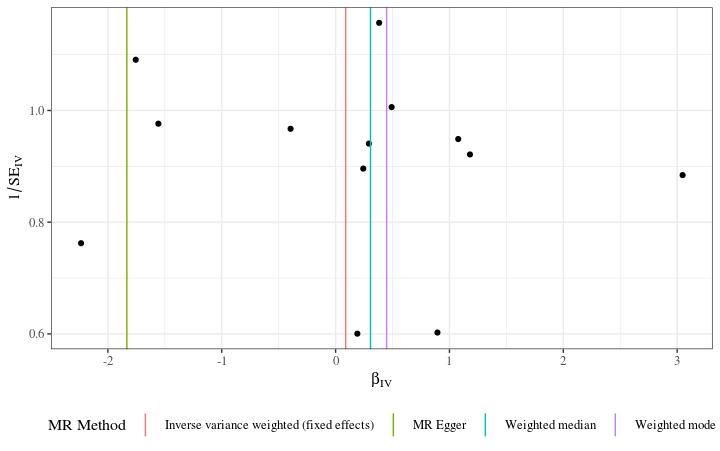 1/SE_IV
1.0
0.8
0.6
-2
-1
0
1
2
3
β_IV
MR Method
Inverse variance weighted (fixed effects)
MR Egger
Weighted median
Weighted mode